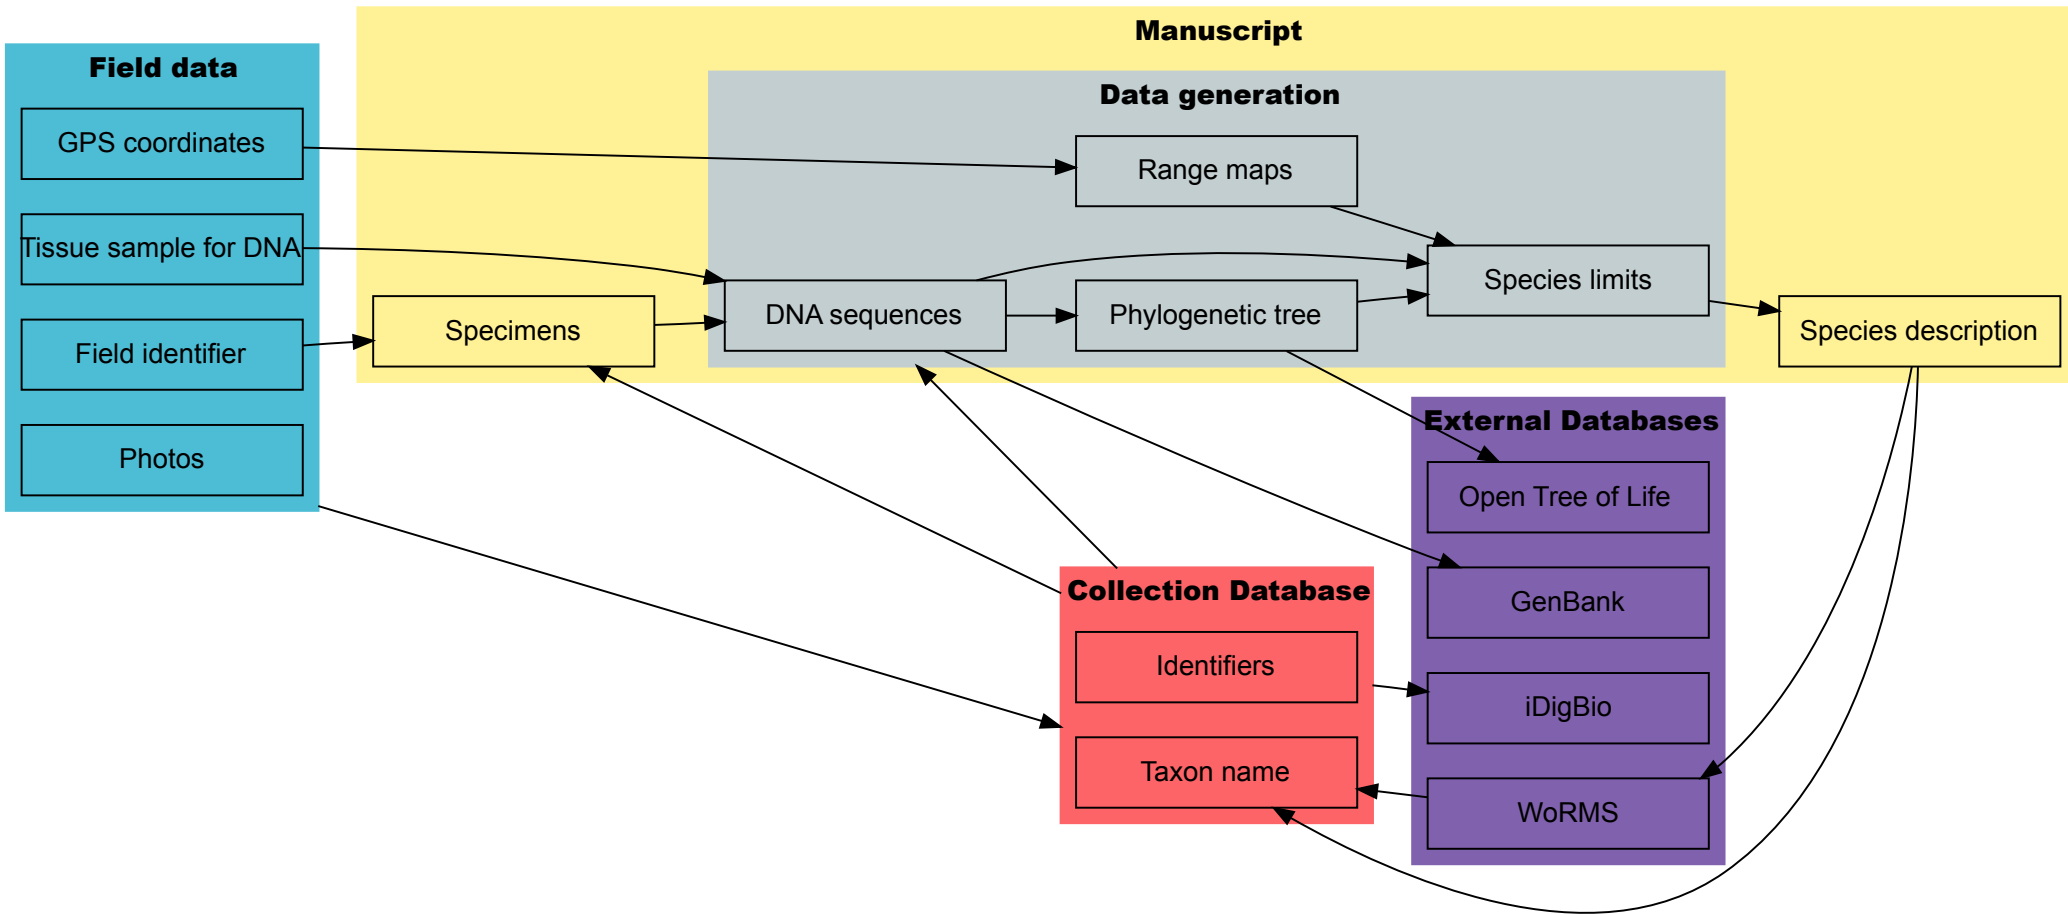 Manuscript
Field data
GPS coordinates
Tissue sample for DNA
Field identifier
Photos
Specimens
Data generation
Range maps
DNA sequences
Phylogenetic tree
Species limits
Species description
External Databases
Open Tree of Life
GenBank
iDigBio
WoRMS
Collection Database
Identifiers
Taxon name